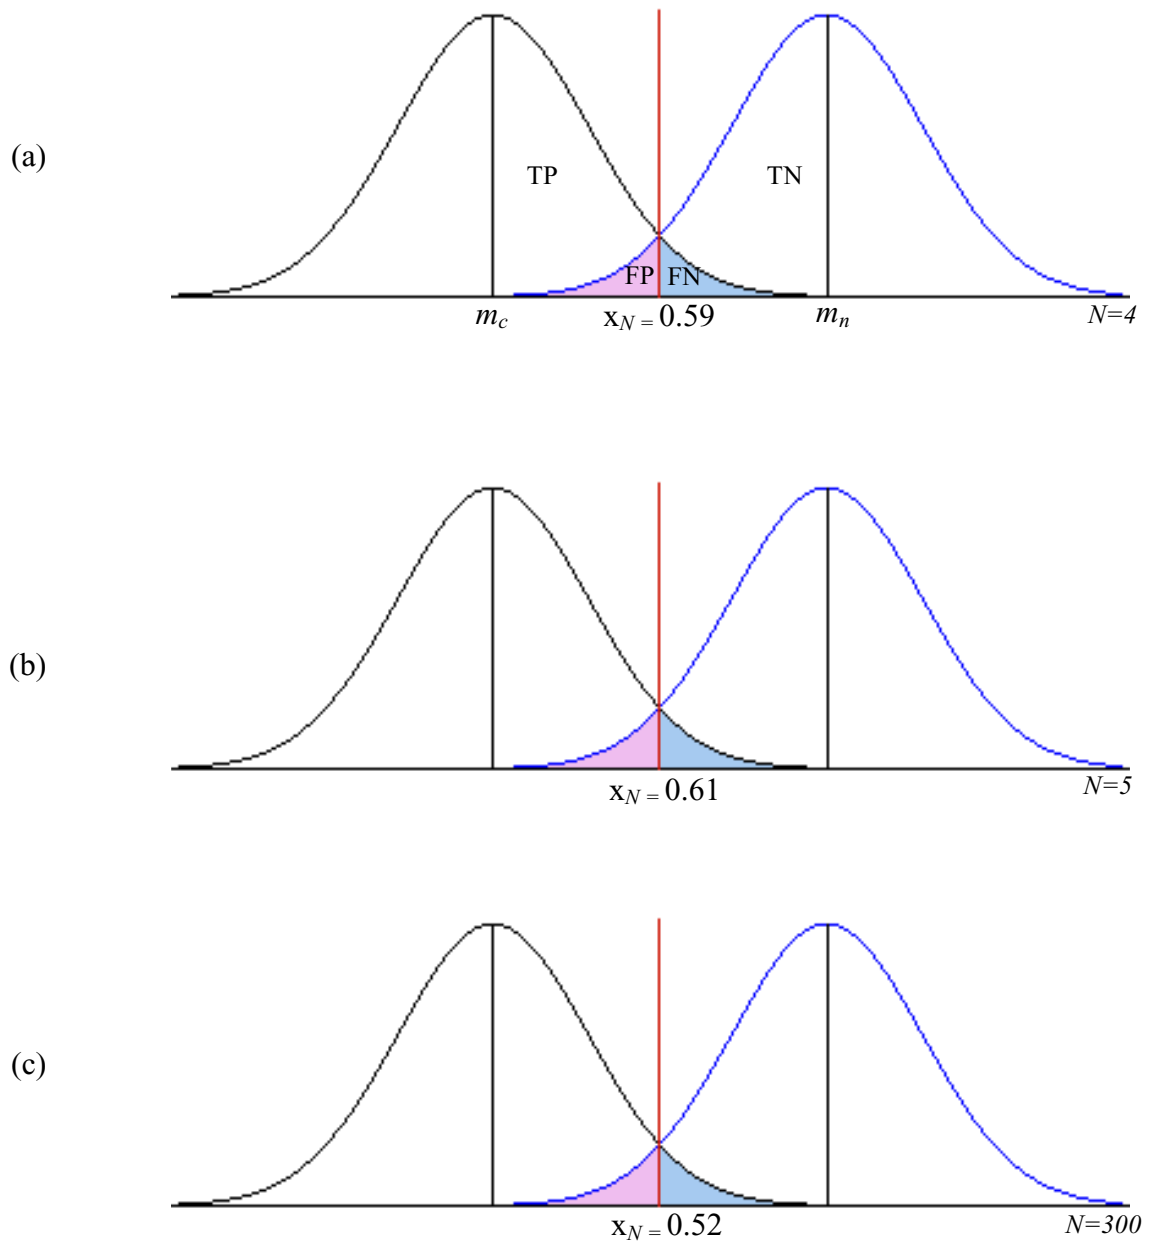 (a)
TP
TN
FP
FN
m_c
x_N = 0.59
m_n
N=4
(b)
x_N = 0.61
N=5
(c)
x_N = 0.52
N=300